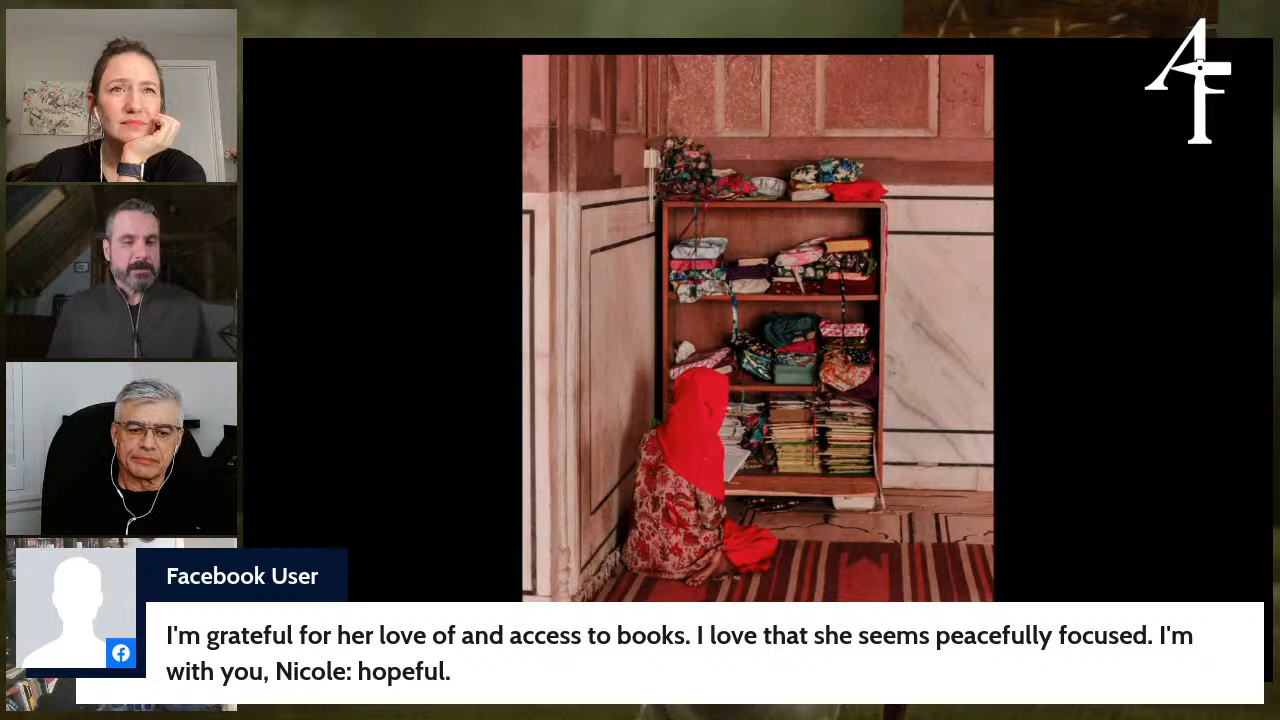 AF
Facebook User
I'm grateful for her love of and access to books. I love that she seems peacefully focused. I'm
with you, Nicole: hopeful.